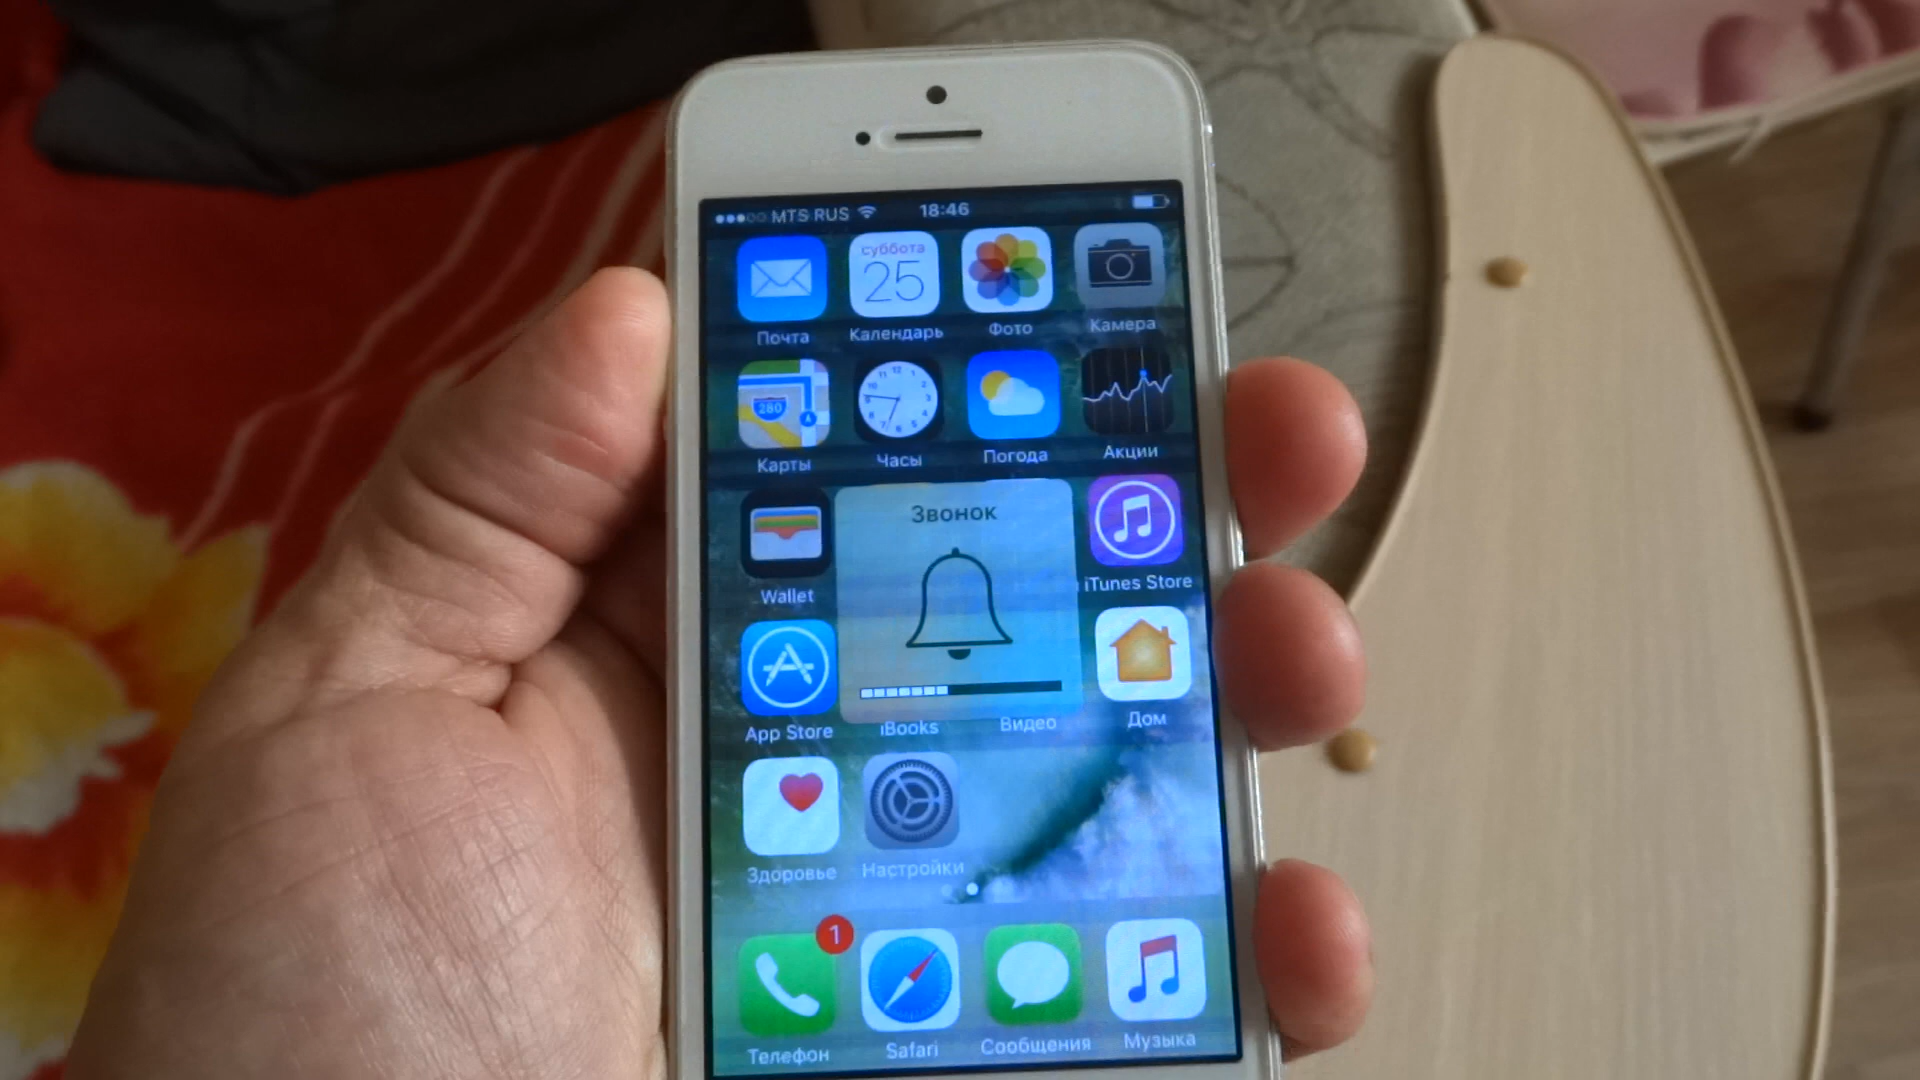 MTS RUS 18:46
суббота
25
Почта Календарь Фото Камера
280
Карты Часы Погода Акции
Звонок
Wallet iTunes Store
App Store iBooks Видео Дом
Здоровье Настройки
1
Телефон Safari Сообщения Музыка